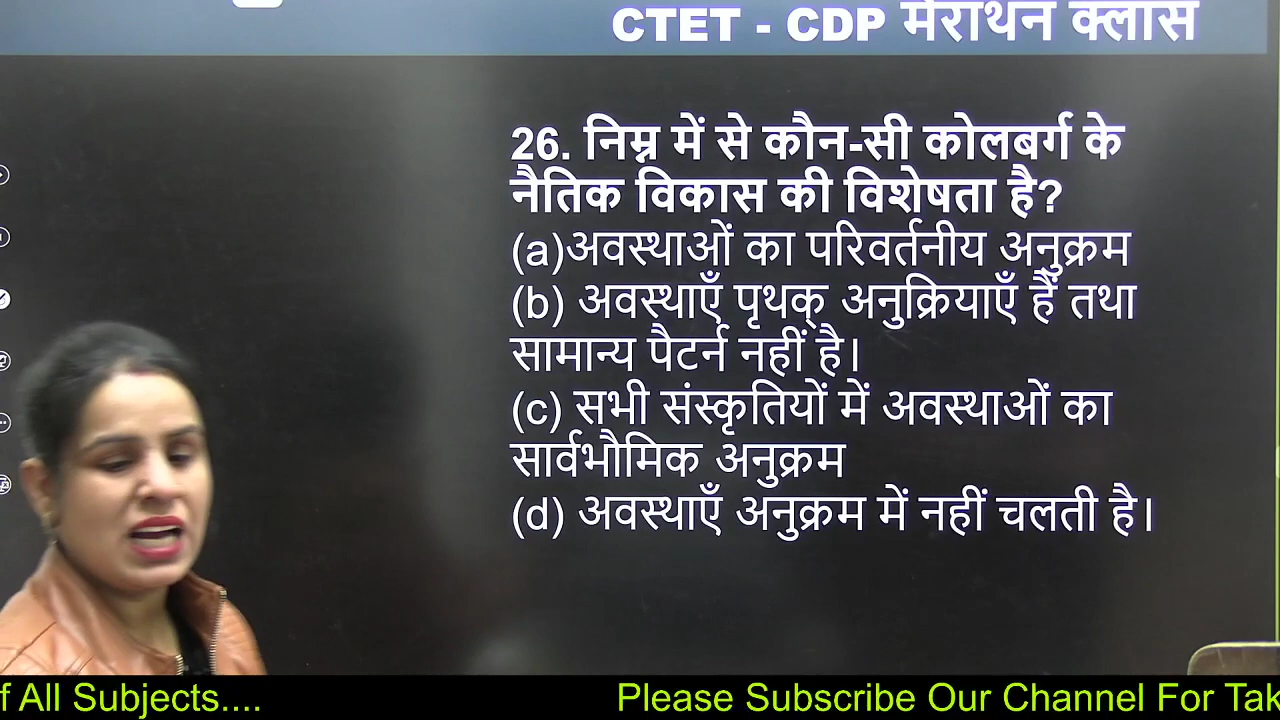 CTET - CDP मैराथन क्लास
26. निम्न में से कौन-सी कोलबर्ग के
नैतिक विकास की विशेषता है?
(a)अवस्थाओं का परिवर्तनीय अनुक्रम
(b) अवस्थाएँ पृथक् अनुक्रियाएँ हैं तथा
सामान्य पैटर्न नहीं है।
(c) सभी संस्कृतियों में अवस्थाओं का
सार्वभौमिक अनुक्रम
(d) अवस्थाएँ अनुक्रम में नहीं चलती है।
f All Subjects.... Please Subscribe Our Channel For Tak